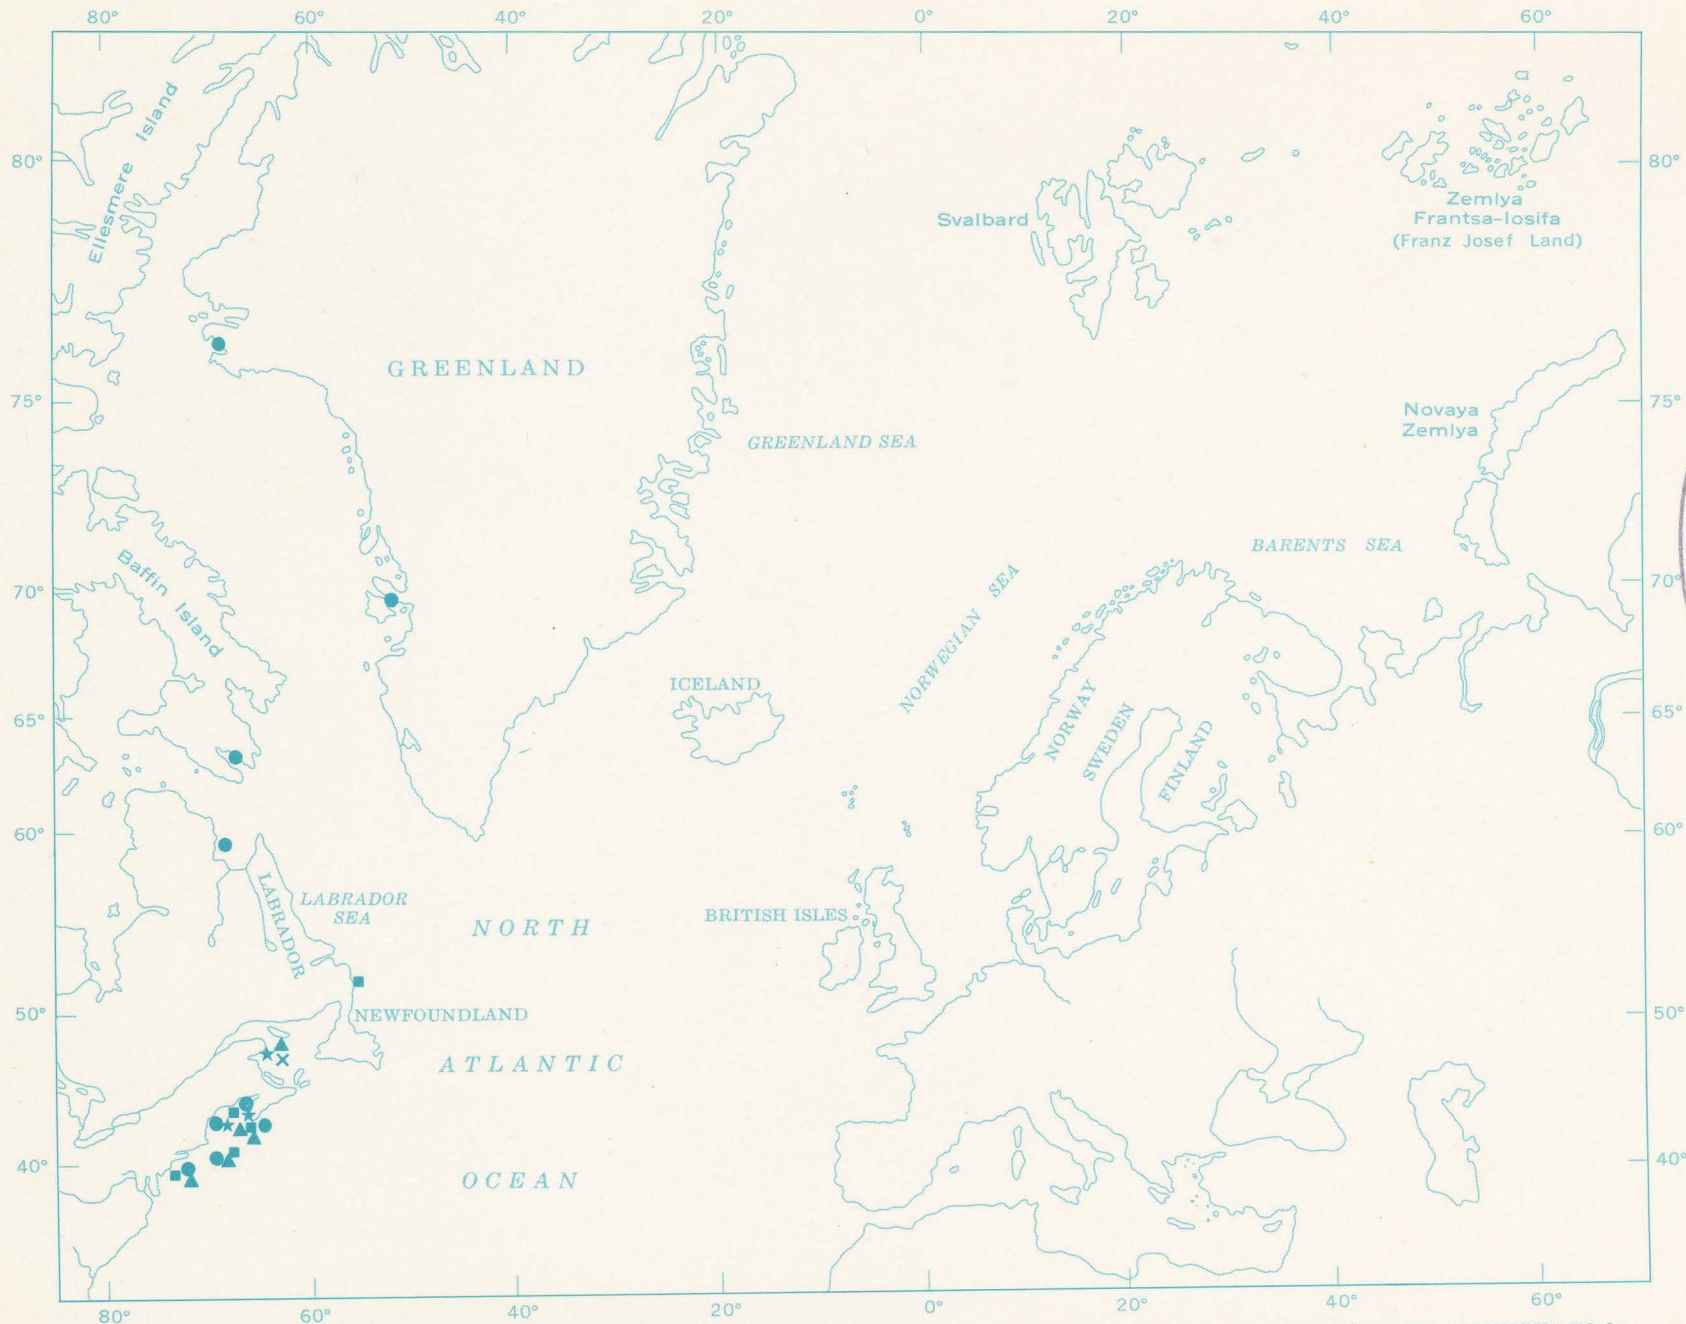 80° 60° 40° 20° 0° 20° 40° 60°
Ellesmere Island
80° 80°
Zemlya
Frantsa-Iosifa
(Franz Josef Land)
Svalbard
GREENLAND
75° 75°
Novaya
Zemlya
GREENLAND SEA
BARENTS SEA
Baffin Island
70° 70°
NORWEGIAN SEA
ICELAND
65° 65°
NORWAY
SWEDEN
FINLAND
60° 60°
LABRADOR
LABRADOR
SEA
NORTH
BRITISH ISLES
50° 50°
NEWFOUNDLAND
ATLANTIC
40° 40°
OCEAN
80° 60° 40° 20° 0° 20° 40° 60°